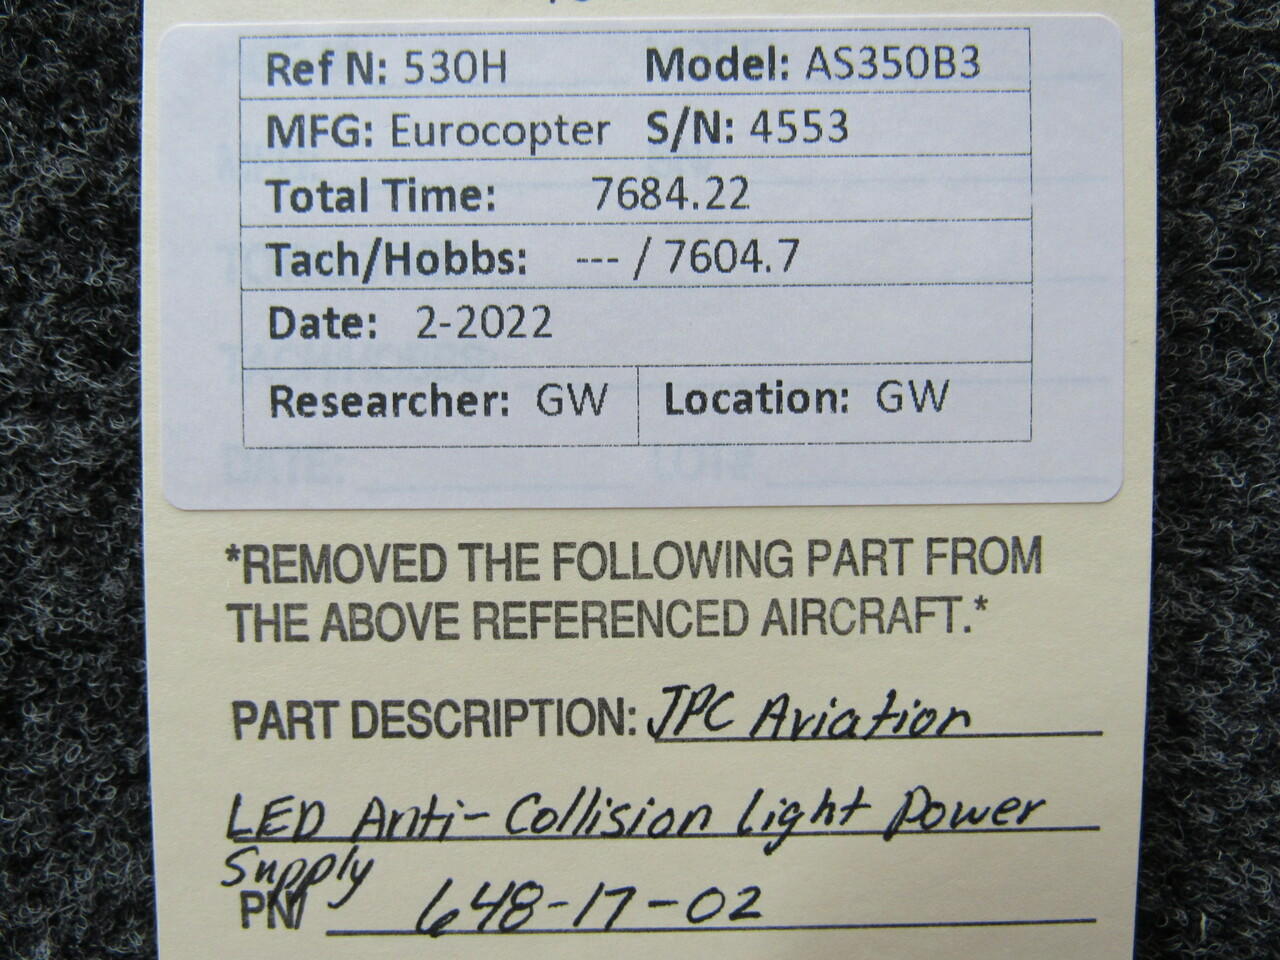 Ref N: 530H Model: AS350B3
MFG: Eurocopter S/N: 4553
Total Time: 7684.22
Tach/Hobbs: --- / 7604.7
Date: 2-2022
Researcher: GW Location: GW
*REMOVED THE FOLLOWING PART FROM
THE ABOVE REFERENCED AIRCRAFT.*
PART DESCRIPTION: JPC Aviation
LED Anti-Collision Light Power
Supply
PN/ 648-17-02